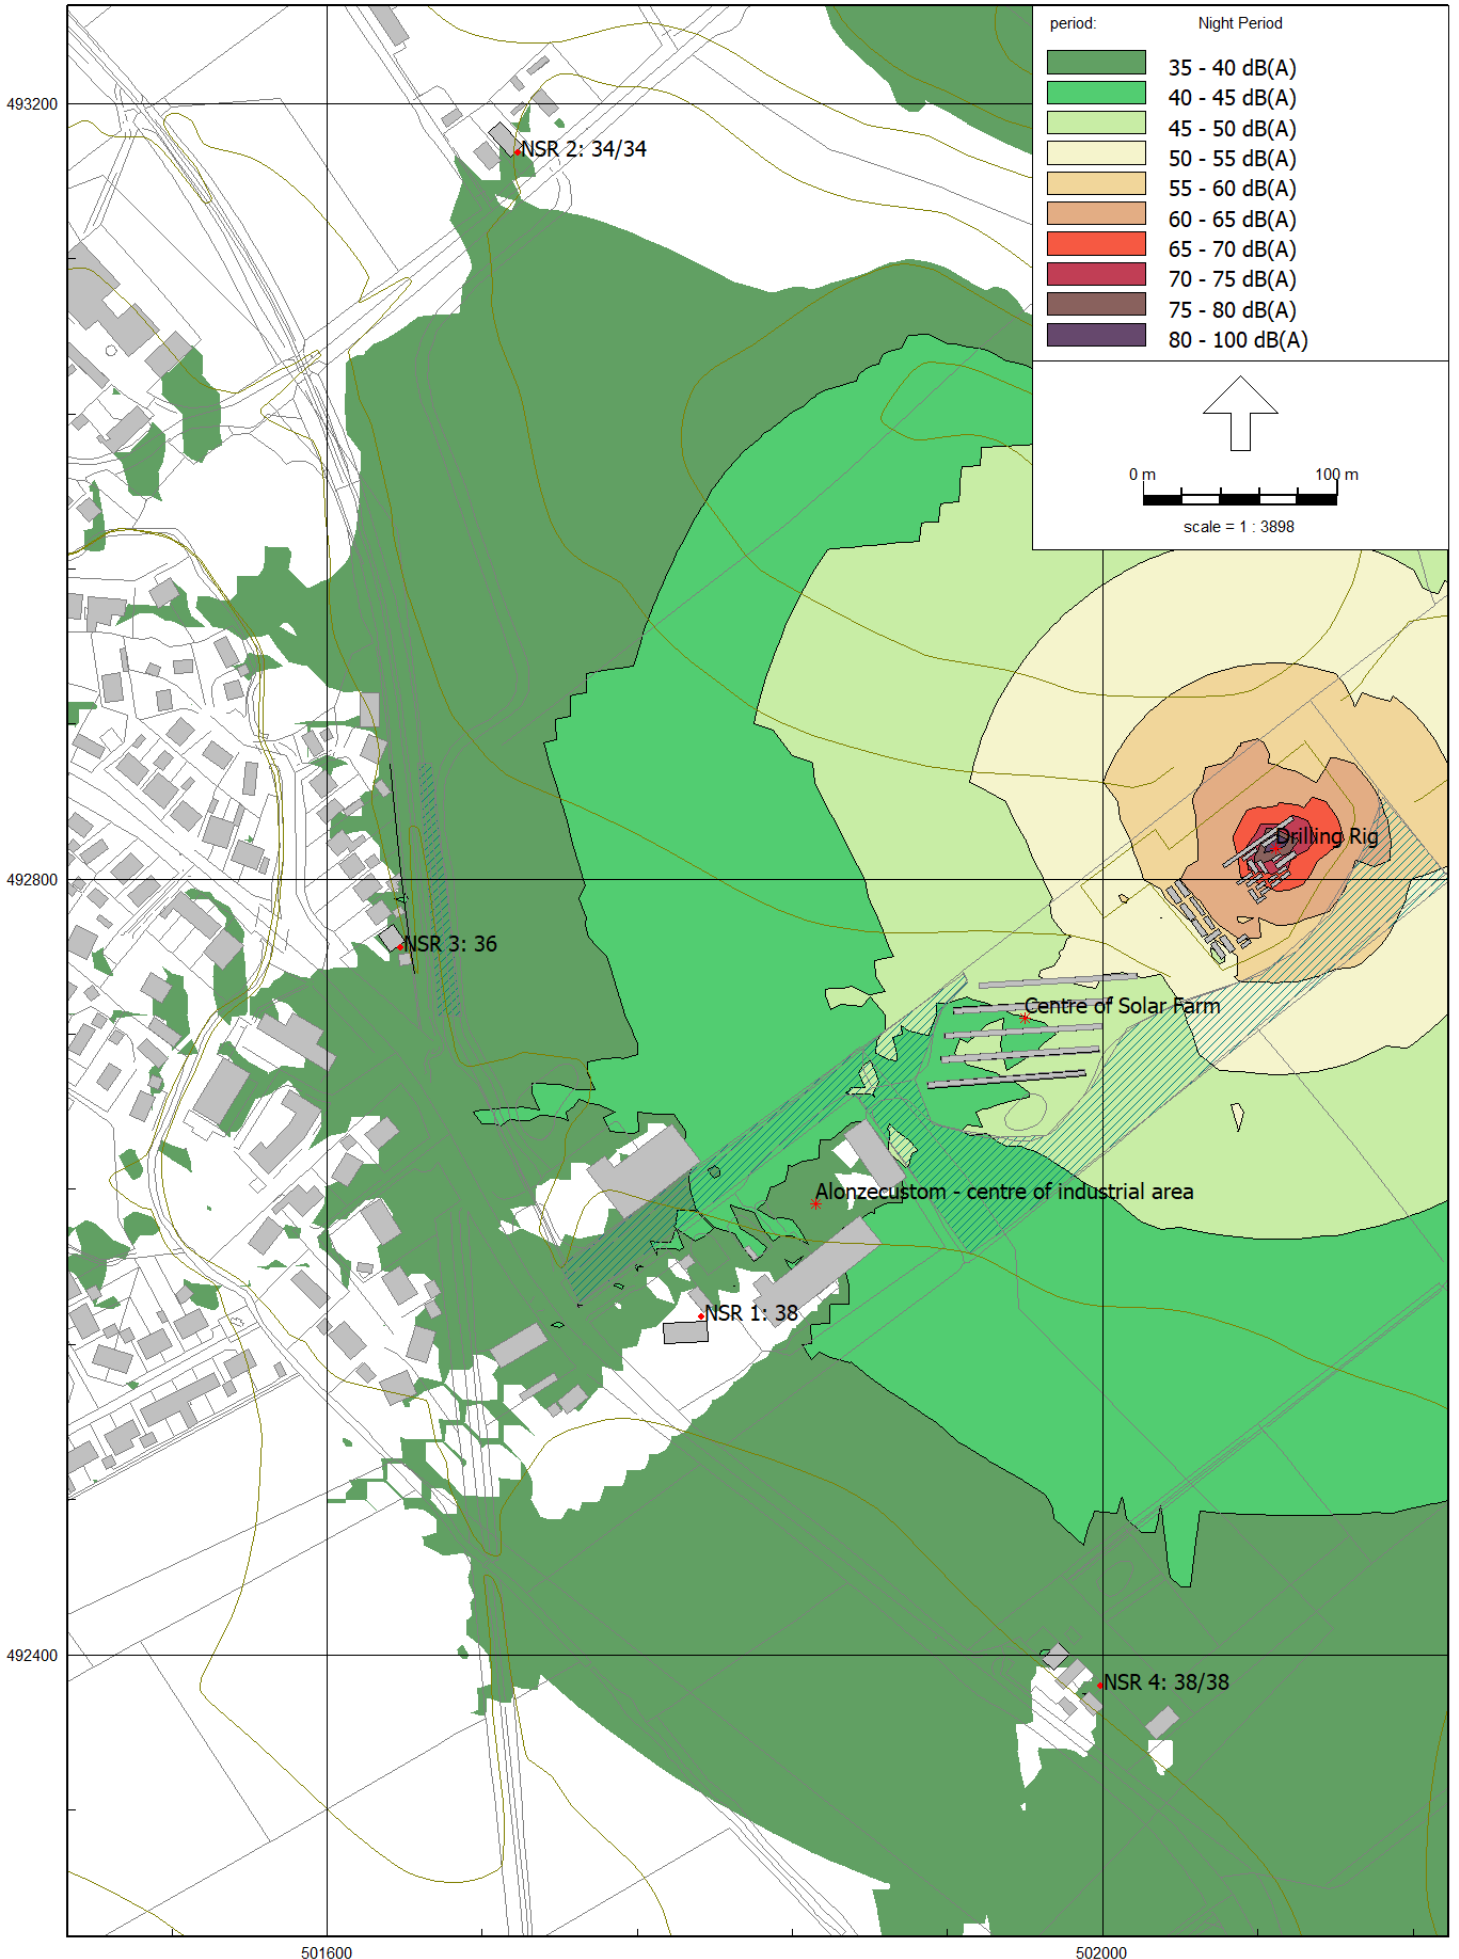 period: Night Period
35 - 40 dB(A)
40 - 45 dB(A)
45 - 50 dB(A)
50 - 55 dB(A)
55 - 60 dB(A)
60 - 65 dB(A)
65 - 70 dB(A)
70 - 75 dB(A)
75 - 80 dB(A)
80 - 100 dB(A)
0 m 100 m
scale = 1 : 3898
493200
NSR 2: 34/34
Drilling Rig
492800
NSR 3: 36
Centre of Solar Farm
Alonzecustom - centre of industrial area
NSR 1: 38
492400
NSR 4: 38/38
501600 502000